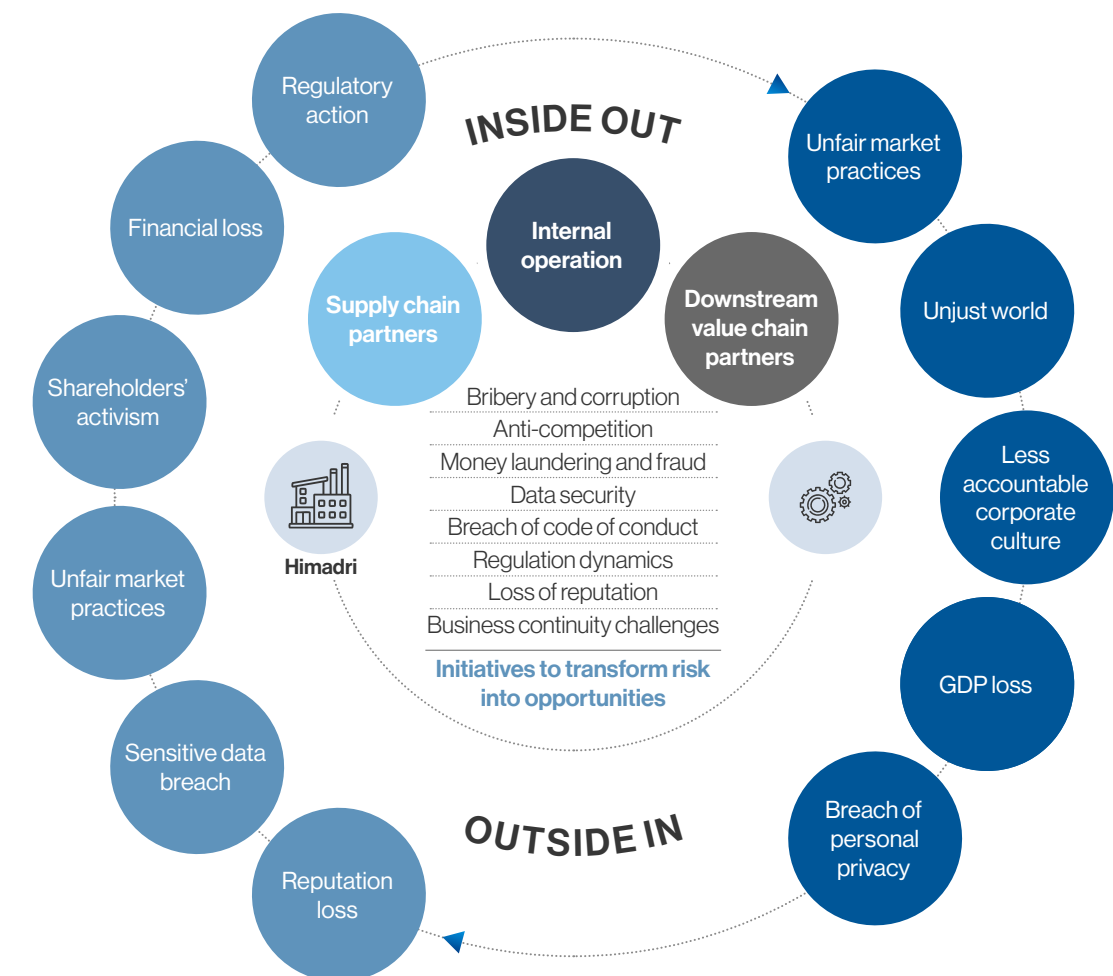 INSIDE OUT
Regulatory
action
Financial loss
Shareholders’
activism
Unfair market
practices
Sensitive data
breach
Reputation
loss
Internal
operation
Supply chain
partners
Downstream
value chain
partners
Himadri
Bribery and corruption
Anti-competition
Money laundering and fraud
Data security
Breach of code of conduct
Regulation dynamics
Loss of reputation
Business continuity challenges
Initiatives to transform risk
into opportunities
Unfair market
practices
Unjust world
Less
accountable
corporate
culture
GDP loss
Breach of
personal
privacy
OUTSIDE IN